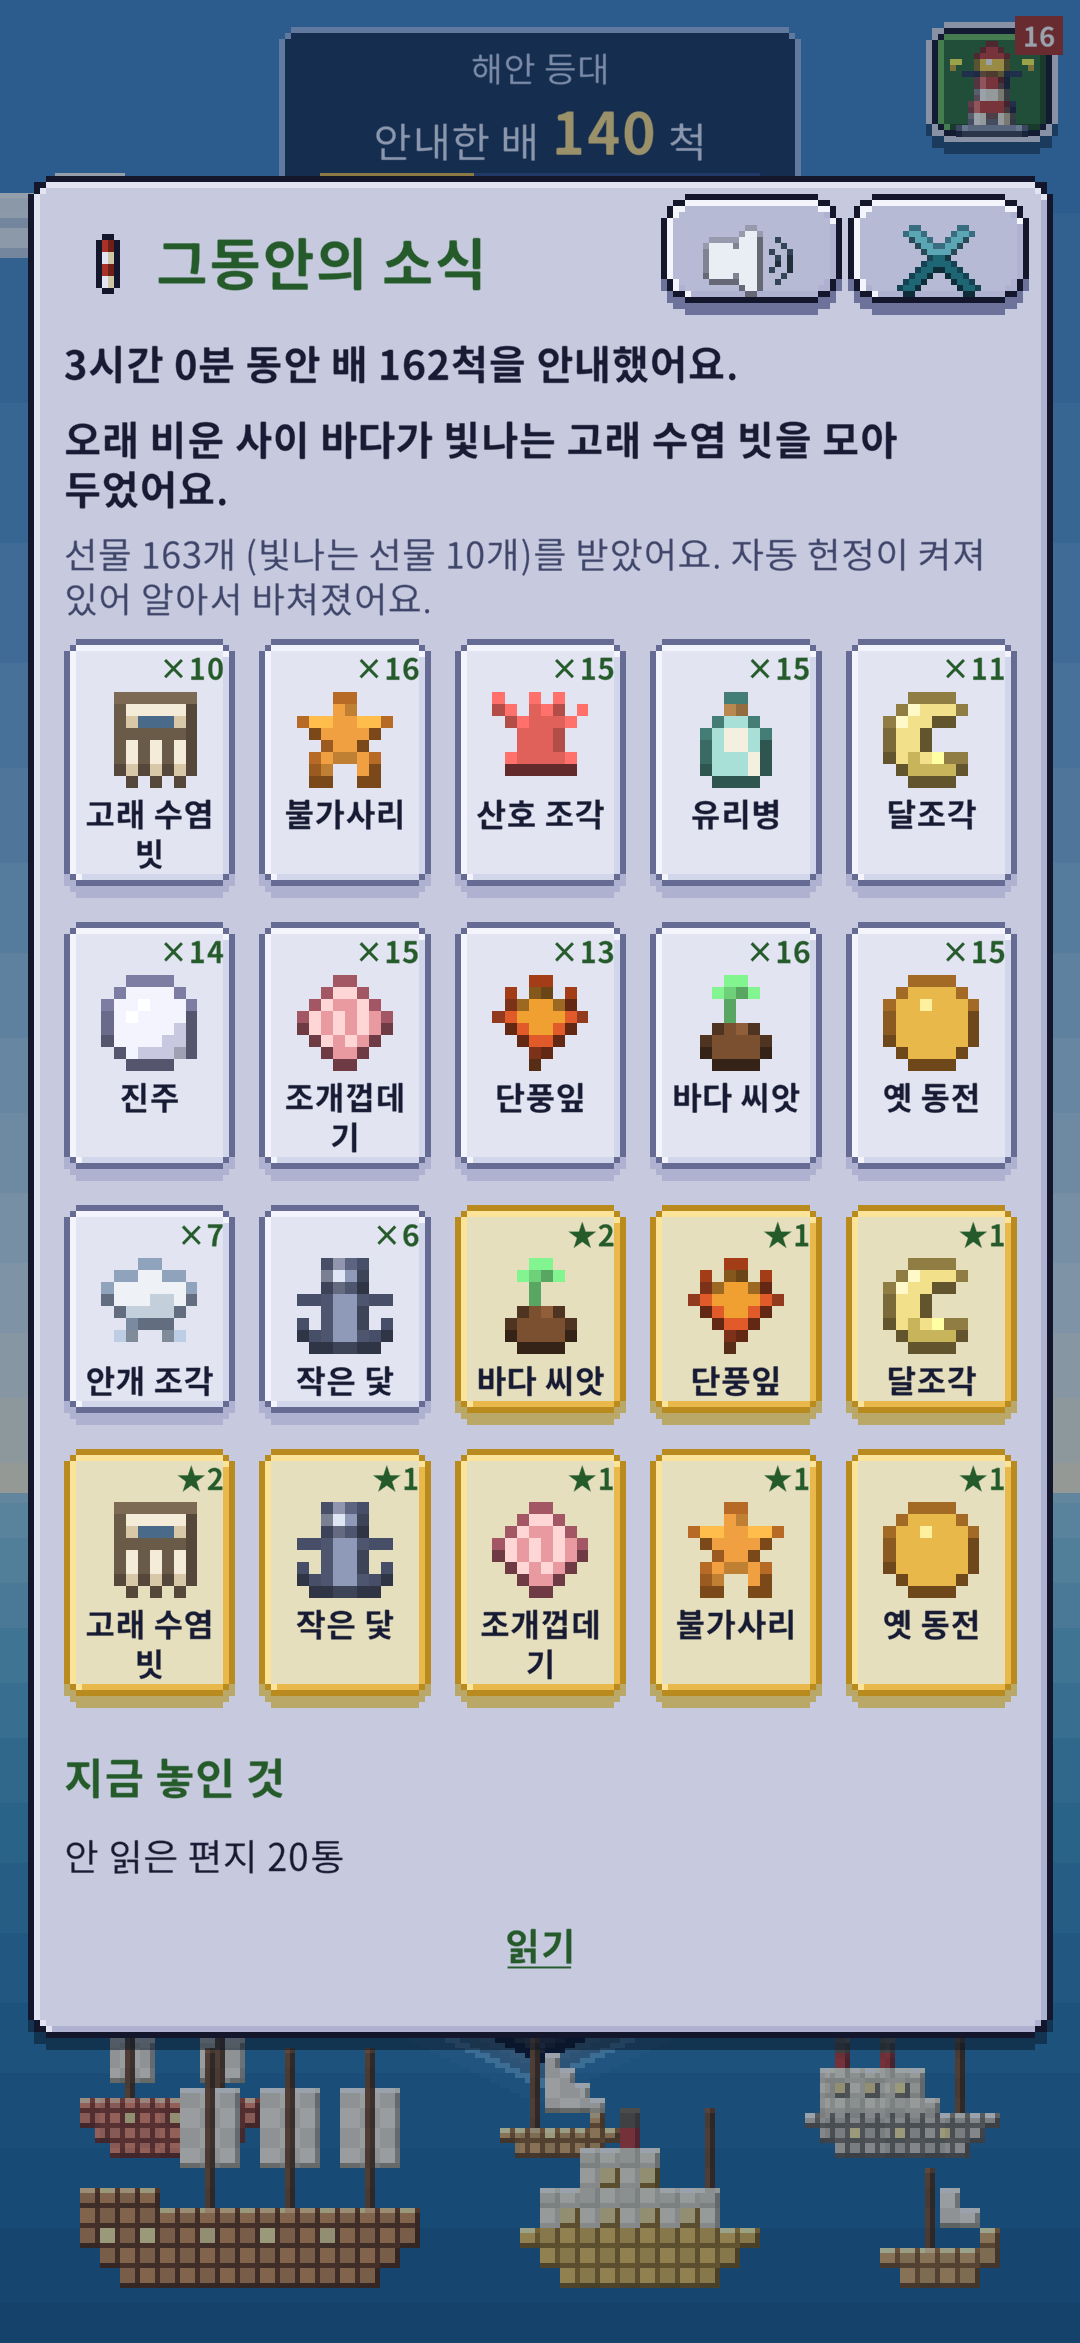 해안 등대
안내한 배 140 척
16
그동안의 소식
3시간 0분 동안 배 162척을 안내했어요.
오래 비운 사이 바다가 빛나는 고래 수염 빗을 모아
두었어요.
선물 163개 (빛나는 선물 10개)를 받았어요. 자동 헌정이 켜져
있어 알아서 바쳐졌어요.
×10
고래 수염
빗
×16
불가사리
×15
산호 조각
×15
유리병
×11
달조각
×14
진주
×15
조개껍데
기
×13
단풍잎
×16
바다 씨앗
×15
옛 동전
×7
안개 조각
×6
작은 닻
★2
바다 씨앗
★1
단풍잎
★1
달조각
★2
고래 수염
빗
★1
작은 닻
★1
조개껍데
기
★1
불가사리
★1
옛 동전
지금 놓인 것
안 읽은 편지 20통
읽기